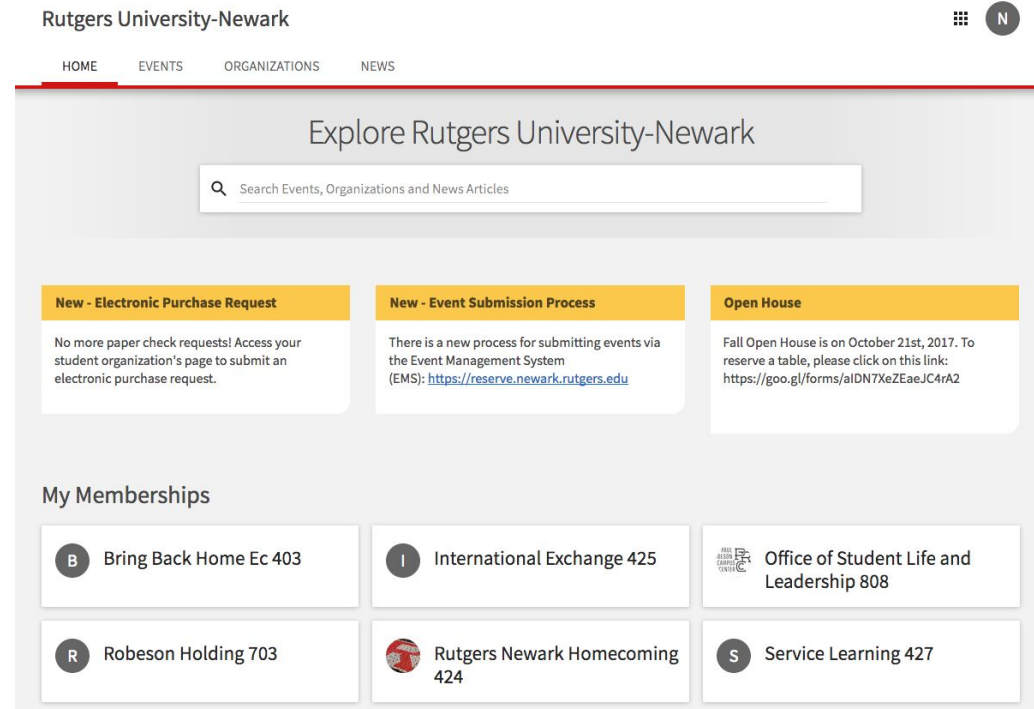 Rutgers University-Newark
N
HOME EVENTS ORGANIZATIONS NEWS
Explore Rutgers University-Newark
Search Events, Organizations and News Articles
New - Electronic Purchase Request
No more paper check requests! Access your
student organization's page to submit an
electronic purchase request.
New - Event Submission Process
There is a new process for submitting events via
the Event Management System
(EMS): https://reserve.newark.rutgers.edu
Open House
Fall Open House is on October 21st, 2017. To
reserve a table, please click on this link:
https://goo.gl/forms/aIDN7XeZEaeJC4rA2
My Memberships
B Bring Back Home Ec 403
I International Exchange 425
Office of Student Life and
Leadership 808
R Robeson Holding 703
Rutgers Newark Homecoming
424
S Service Learning 427